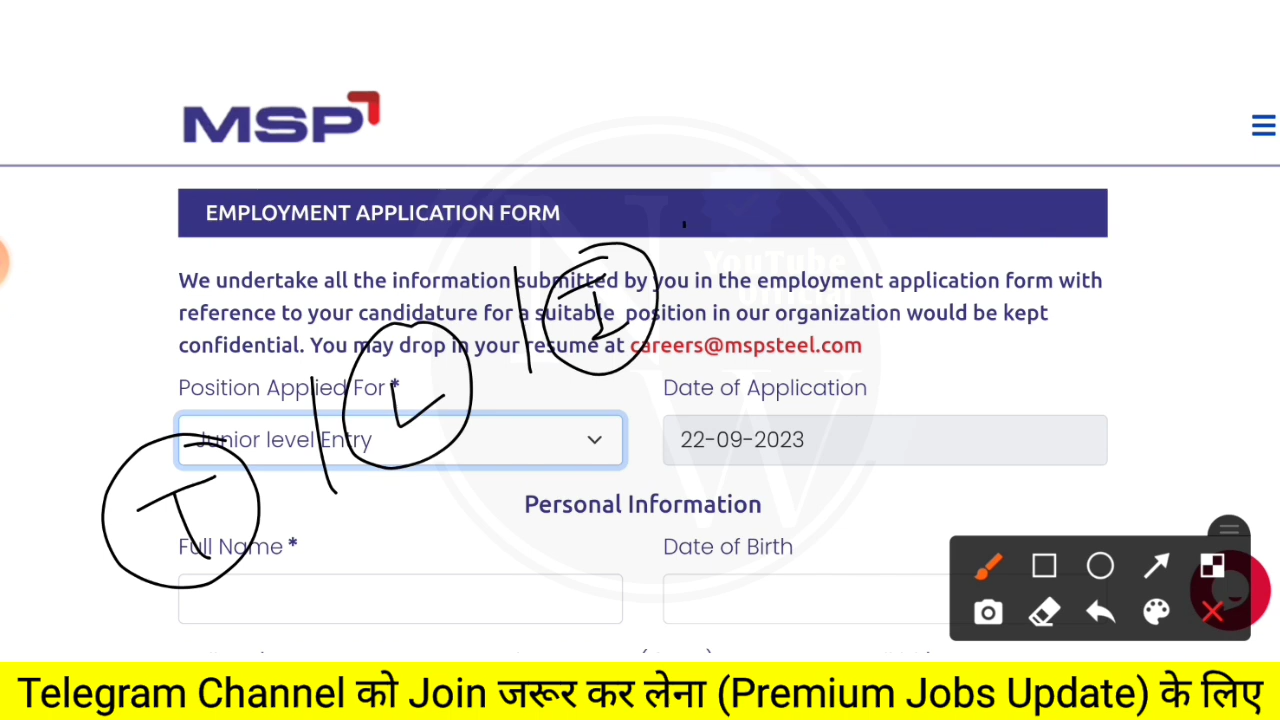 MSP
EMPLOYMENT APPLICATION FORM
YouTube
official
We undertake all the information submitted by you in the employment application form with
reference to your candidature for a suitable position in our organization would be kept
confidential. You may drop in your resume at careers@mspsteel.com
Position Applied For *
Date of Application
Junior level Entry
22-09-2023
T / L / I
Personal Information
Full Name *
Date of Birth
Telegram Channel को Join जरूर कर लेना (Premium Jobs Update) के लिए